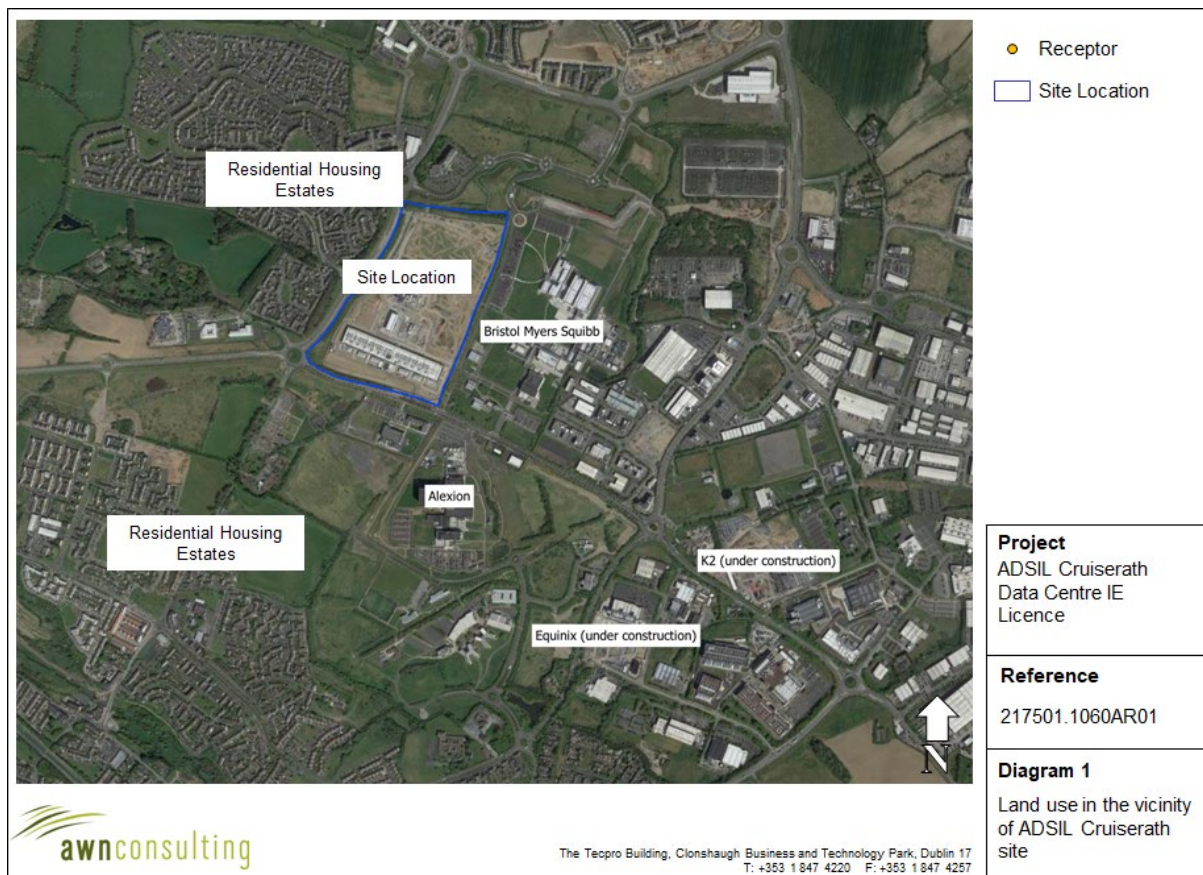 Receptor
Site Location
Residential Housing
Estates
Site Location
Bristol Myers Squibb
Alexion
Residential Housing
Estates
K2 (under construction)
Equinix (under construction)
N
Project
ADSIL Cruiserath
Data Centre IE
Licence
Reference
217501.1060AR01
Diagram 1
Land use in the vicinity
of ADSIL Cruiserath
site
awnconsulting
The Tecpro Building, Clonshaugh Business and Technology Park, Dublin 17
T: +353 1 847 4220 F: +353 1 847 4257